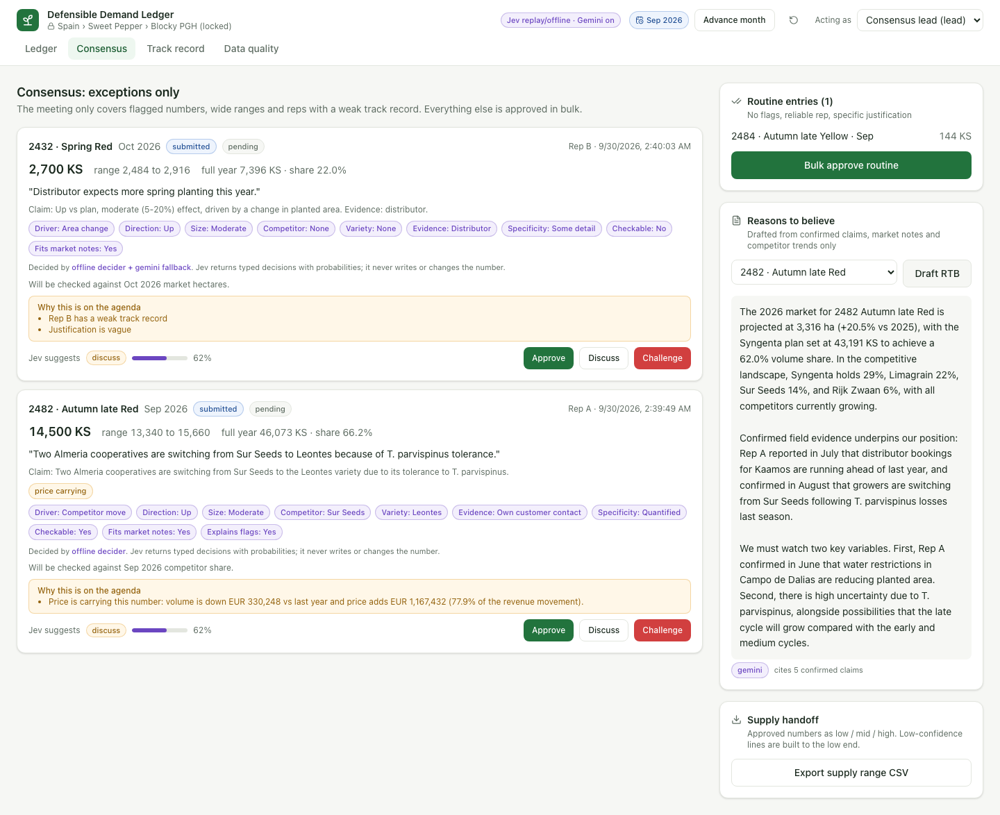 Defensible Demand Ledger
Spain › Sweet Pepper › Blocky PGH (locked)
Jev replay/offline · Gemini on
Sep 2026
Advance month
Acting as
Consensus lead (lead)
Ledger
Consensus
Track record
Data quality
Consensus: exceptions only
The meeting only covers flagged numbers, wide ranges and reps with a weak track record. Everything else is approved in bulk.
2432 · Spring Red Oct 2026 submitted pending Rep B · 9/30/2026, 2:40:03 AM
2,700 KS range 2,484 to 2,916 full year 7,396 KS · share 22.0%
"Distributor expects more spring planting this year."
Claim: Up vs plan, moderate (5-20%) effect, driven by a change in planted area. Evidence: distributor.
Driver: Area change Direction: Up Size: Moderate Competitor: None Variety: None Evidence: Distributor Specificity: Some detail Checkable: No
Fits market notes: Yes
Decided by offline decider + gemini fallback. Jev returns typed decisions with probabilities; it never writes or changes the number.
Will be checked against Oct 2026 market hectares.
Why this is on the agenda
• Rep B has a weak track record
• Justification is vague
Jev suggests discuss 62% Approve Discuss Challenge
2482 · Autumn late Red Sep 2026 submitted pending Rep A · 9/30/2026, 2:39:49 AM
14,500 KS range 13,340 to 15,660 full year 46,073 KS · share 66.2%
"Two Almeria cooperatives are switching from Sur Seeds to Leontes because of T. parvispinus tolerance."
Claim: Two Almeria cooperatives are switching from Sur Seeds to the Leontes variety due to its tolerance to T. parvispinus.
price carrying
Driver: Competitor move Direction: Up Size: Moderate Competitor: Sur Seeds Variety: Leontes Evidence: Own customer contact Specificity: Quantified
Checkable: Yes Fits market notes: Yes Explains flags: Yes
Decided by offline decider. Jev returns typed decisions with probabilities; it never writes or changes the number.
Will be checked against Sep 2026 competitor share.
Why this is on the agenda
• Price is carrying this number: volume is down EUR 330,248 vs last year and price adds EUR 1,167,432 (77.9% of the revenue movement).
Jev suggests discuss 62% Approve Discuss Challenge
Routine entries (1)
No flags, reliable rep, specific justification
2484 · Autumn late Yellow · Sep 144 KS
Bulk approve routine
Reasons to believe
Drafted from confirmed claims, market notes and
competitor trends only
2482 · Autumn late Red Draft RTB
The 2026 market for 2482 Autumn late Red is
projected at 3,316 ha (+20.5% vs 2025), with the
Syngenta plan set at 43,191 KS to achieve a
62.0% volume share. In the competitive
landscape, Syngenta holds 29%, Limagrain 22%,
Sur Seeds 14%, and Rijk Zwaan 6%, with all
competitors currently growing.
Confirmed field evidence underpins our position:
Rep A reported in July that distributor bookings
for Kaamos are running ahead of last year, and
confirmed in August that growers are switching
from Sur Seeds following T. parvispinus losses
last season.
We must watch two key variables. First, Rep A
confirmed in June that water restrictions in
Campo de Dalias are reducing planted area.
Second, there is high uncertainty due to T.
parvispinus, alongside possibilities that the late
cycle will grow compared with the early and
medium cycles.
gemini cites 5 confirmed claims
Supply handoff
Approved numbers as low / mid / high. Low-confidence
lines are built to the low end.
Export supply range CSV